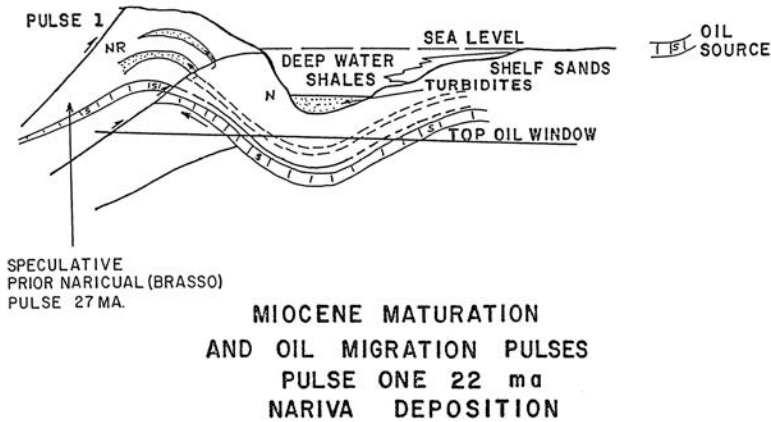 PULSE 1
NR
SEA LEVEL
DEEP WATER
SHALES
SHELF SANDS
TURBIDITES
N
S
S
S
S
TOP OIL WINDOW
OIL
SOURCE
S
SPECULATIVE
PRIOR NARICUAL (BRASSO)
PULSE 27 MA.
MIOCENE MATURATION
AND OIL MIGRATION PULSES
PULSE ONE 22 ma
NARIVA DEPOSITION